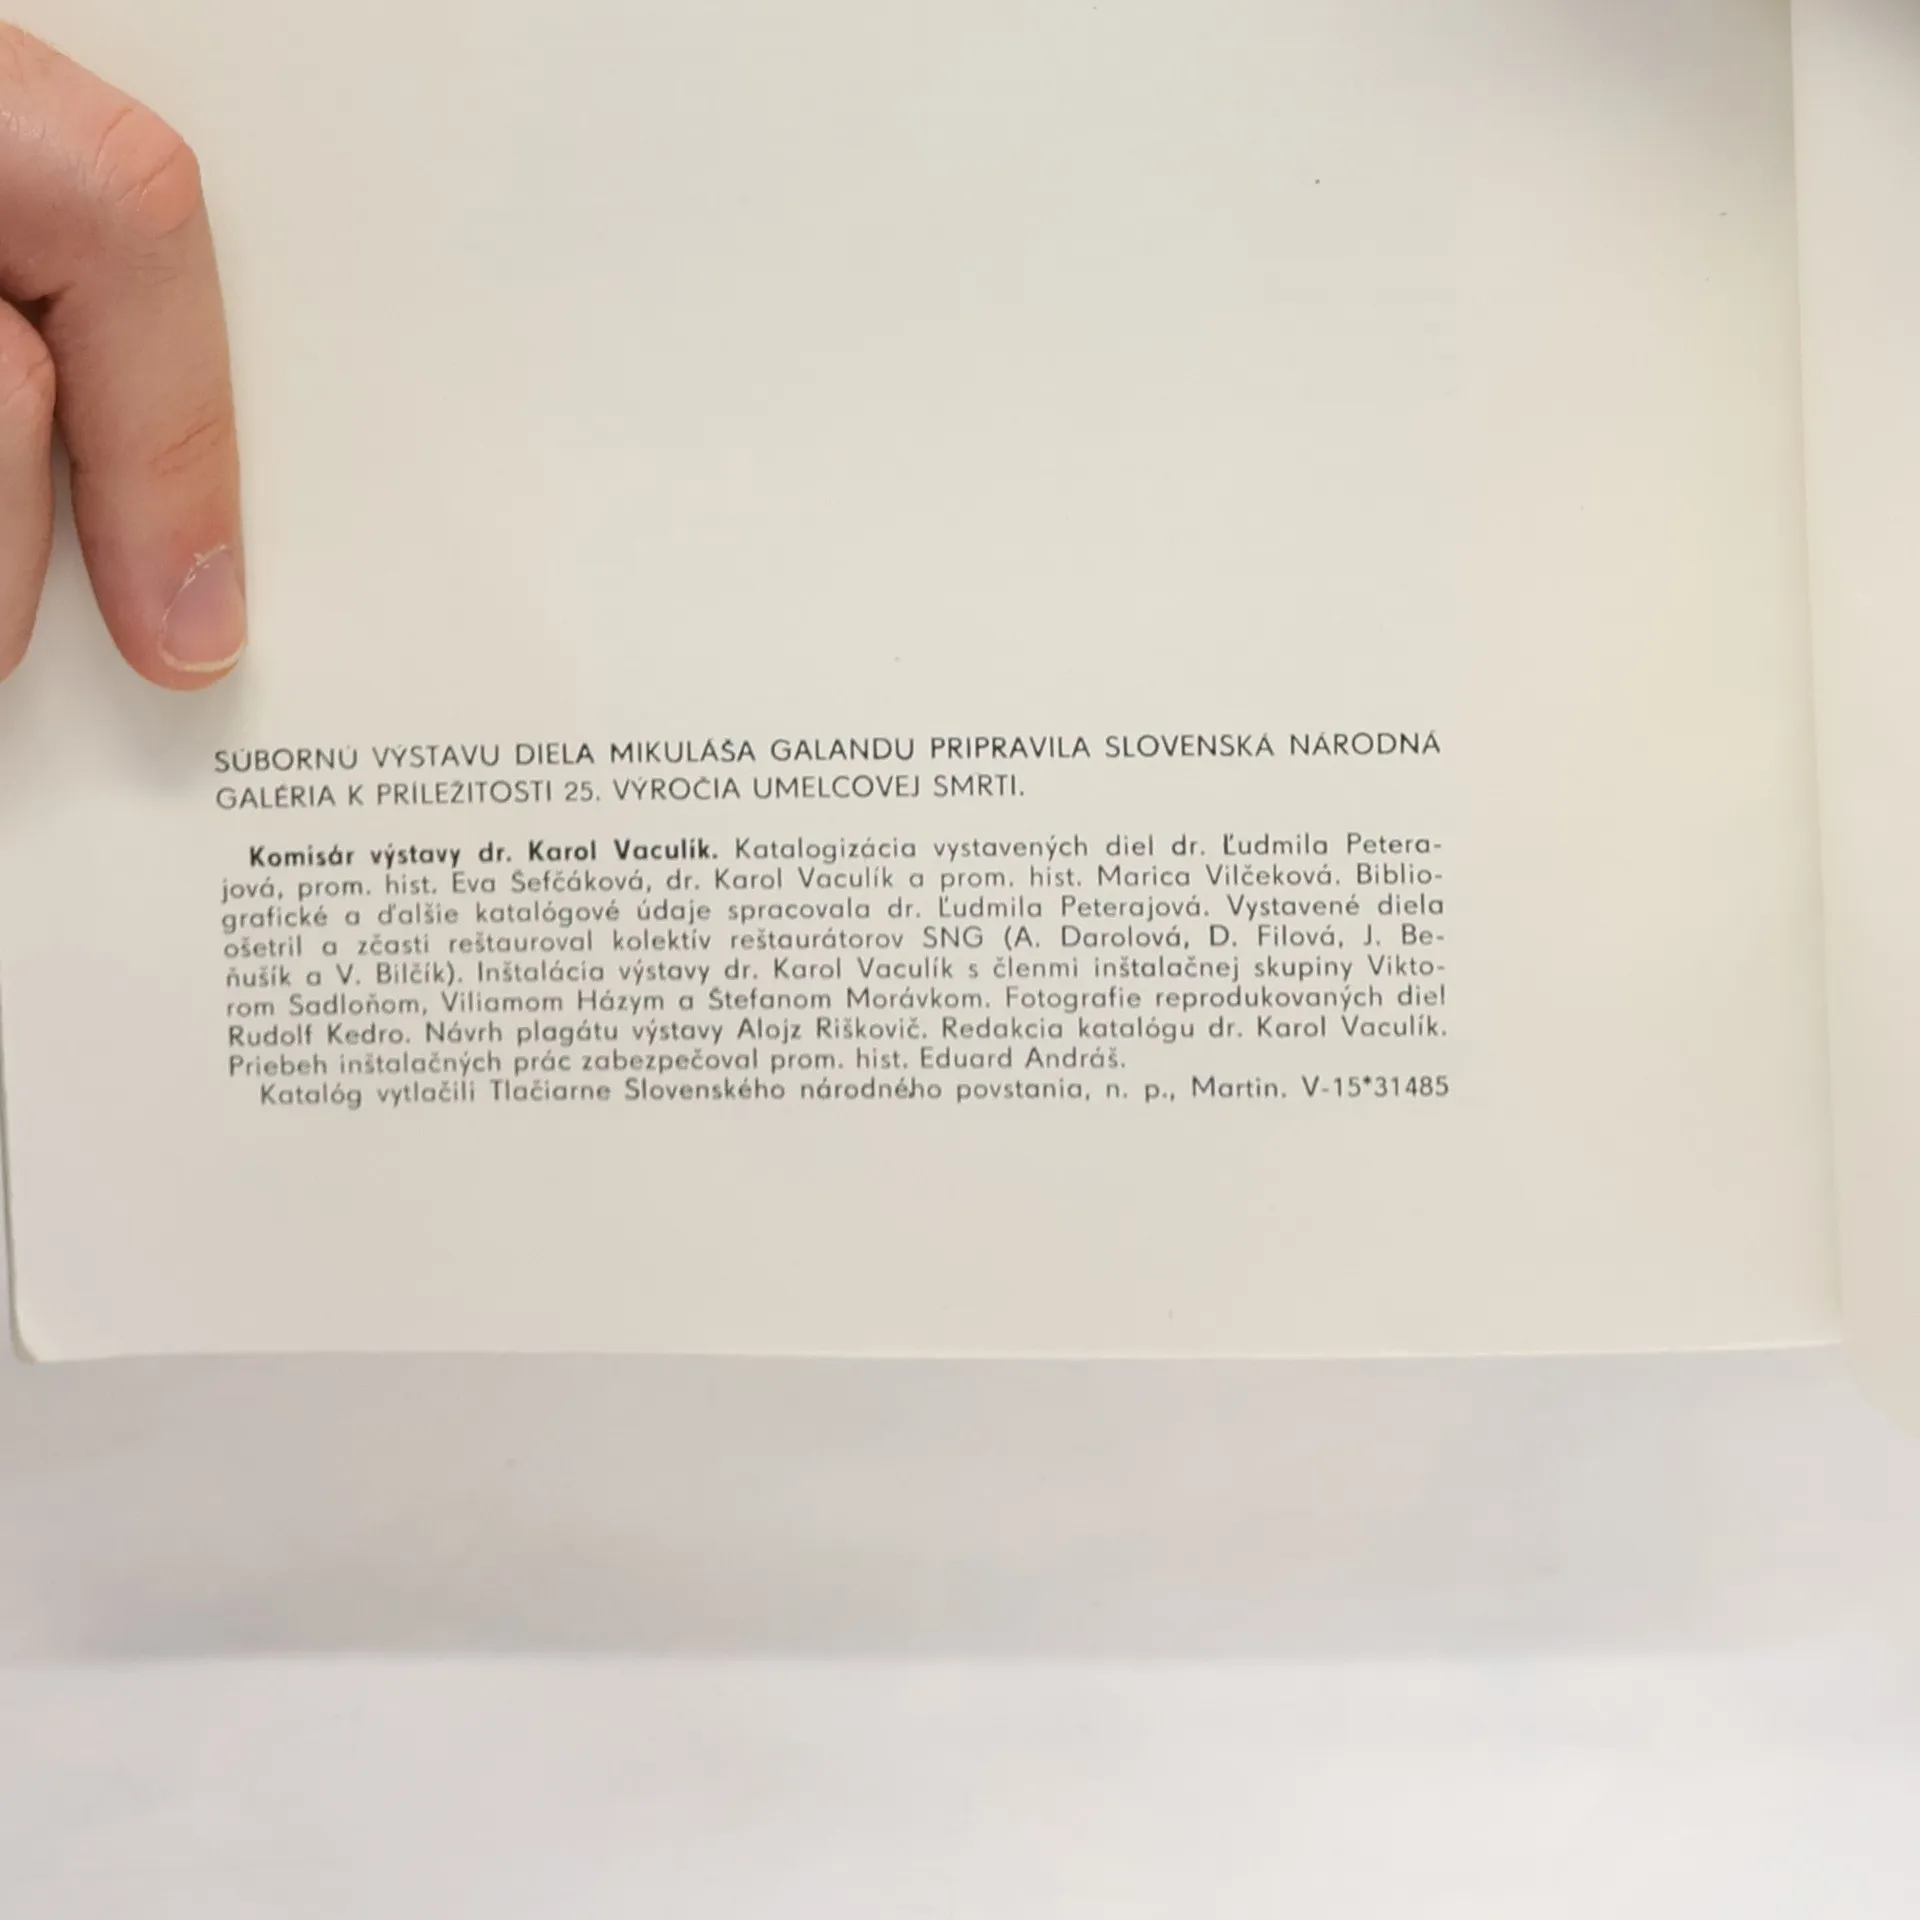 SÚBORNÚ VÝSTAVU DIELA MIKULÁŠA GALANDU PRIPRAVILA SLOVENSKÁ NÁRODNÁ
GALÉRIA K PRÍLEŽITOSTI 25. VÝROČIA UMELCOVEJ SMRTI.
Komisár výstavy dr. Karol Vaculík. Katalogizácia vystavených diel dr. Ľudmila Petera-
jová, prom. hist. Eva Šefčáková, dr. Karol Vaculík a prom. hist. Marica Vilčeková. Biblio-
grafické a ďalšie katalógové údaje spracovala dr. Ľudmila Peterajová. Vystavené diela
ošetril a zčasti reštauroval kolektív reštaurátorov SNG (A. Darolová, D. Filová, J. Be-
ňušík a V. Bilčík). Inštalácia výstavy dr. Karol Vaculík s členmi inštalačnej skupiny Vikto-
rom Sadloňom, Viliamom Házym a Štefanom Morávkom. Fotografie reprodukovaných diel
Rudolf Kedro. Návrh plagátu výstavy Alojz Riškovič. Redakcia katalógu dr. Karol Vaculík.
Priebeh inštalačných prác zabezpečoval prom. hist. Eduard Andráš.
Katalóg vytlačili Tlačiarne Slovenského národného povstania, n. p., Martin. V-15*31485